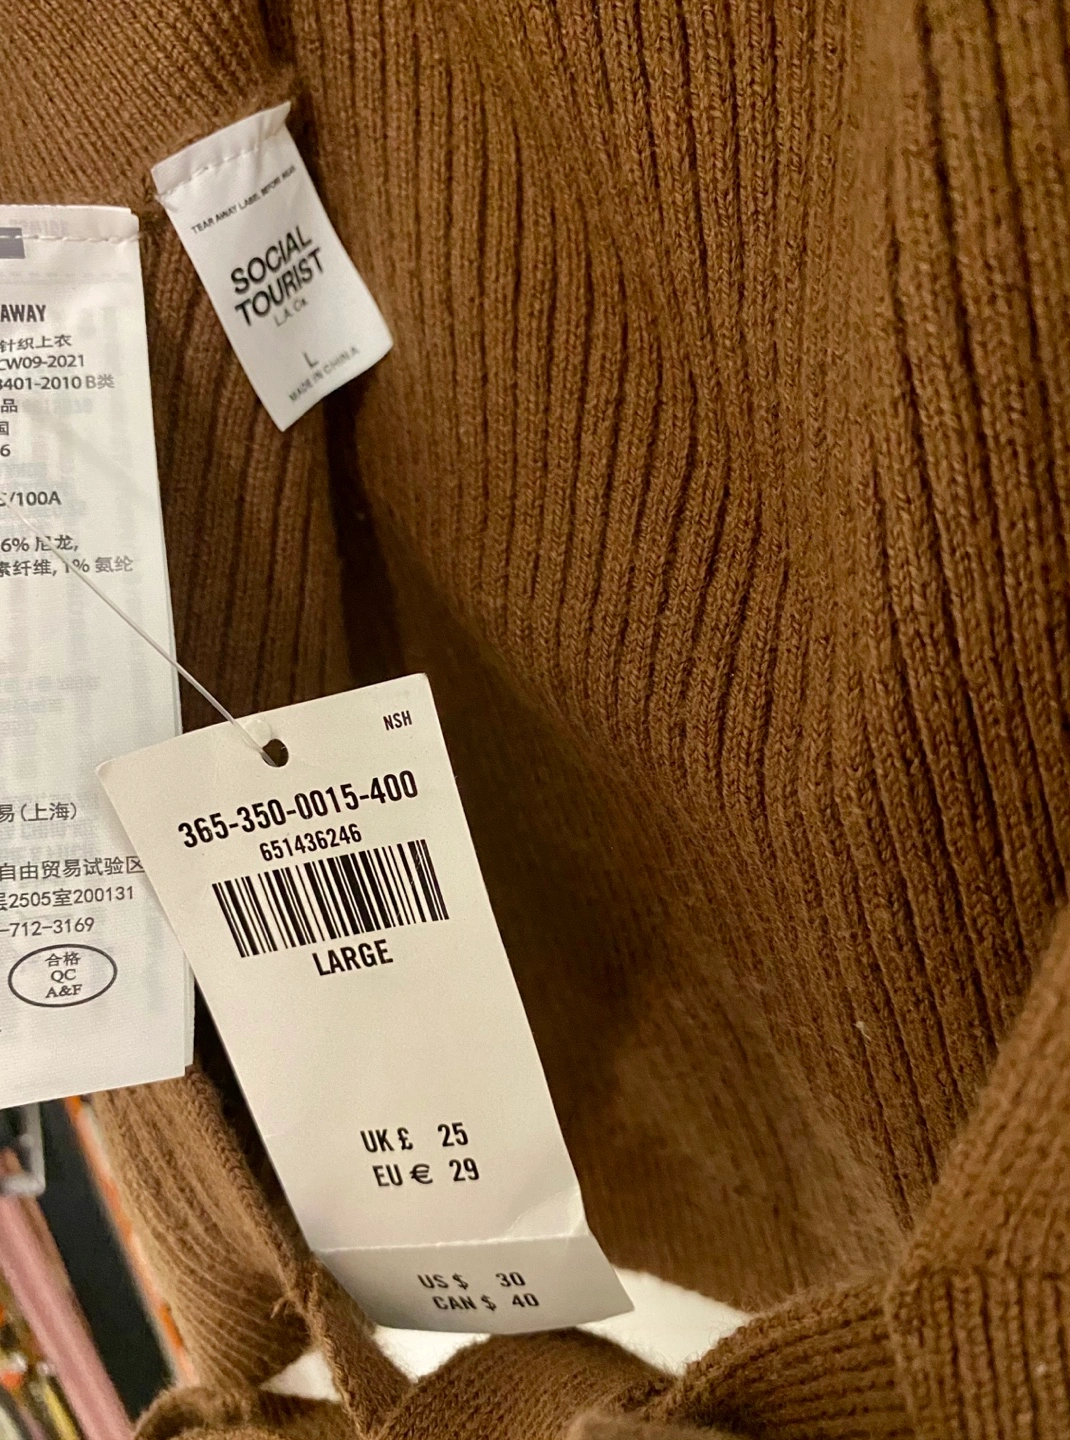 TEAR AWAY LABEL BEFORE WEAR
SOCIAL
TOURIST
L.A. Ca.
L
MADE IN CHINA
AWAY
针织上衣
CW09-2021
3401-2010 B类
品
国
6
/100A
6% 尼龙,
素纤维, 1% 氨纶
易(上海)
自由贸易试验区
层2505室200131
-712-3169
合格
QC
A&F
NSH
365-350-0015-400
651436246
LARGE
UK £ 25
EU € 29
US $ 30
CAN $ 40